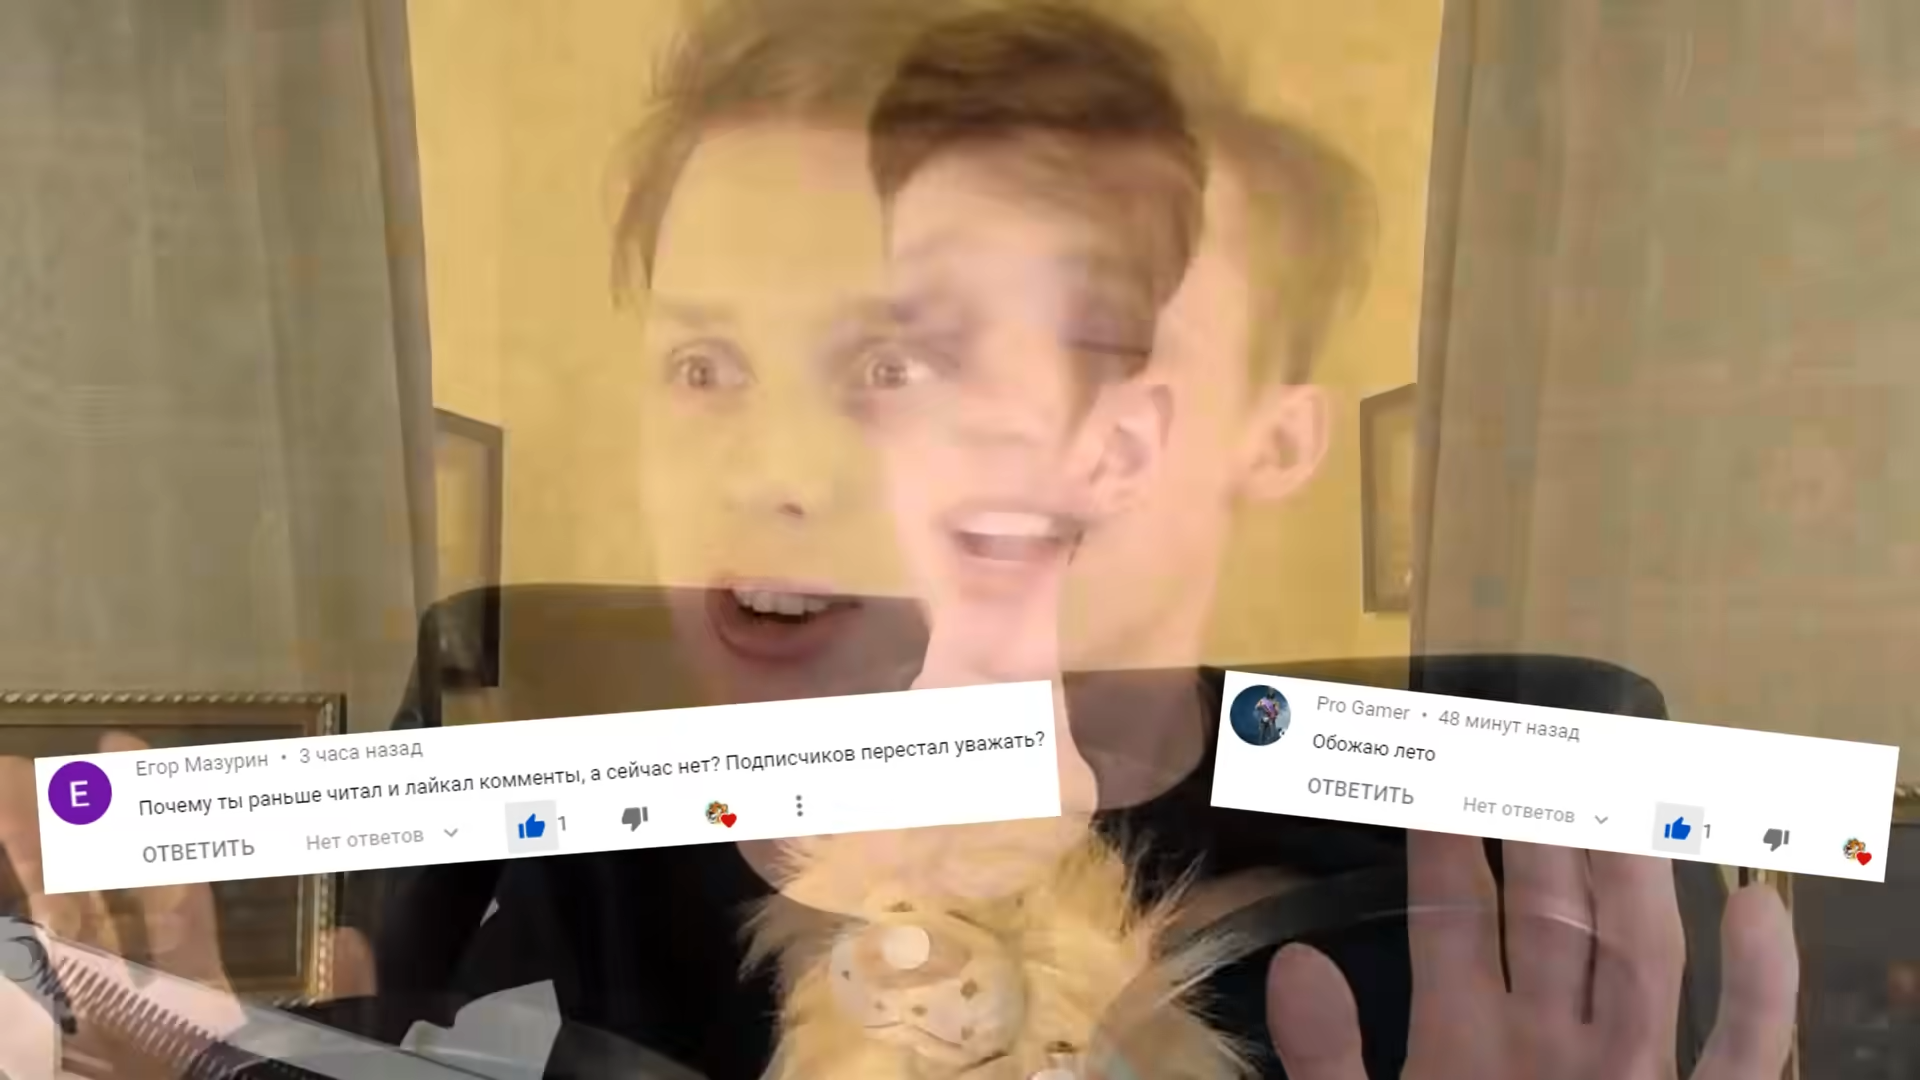 Егор Мазурин • 3 часа назад
Почему ты раньше читал и лайкал комменты, а сейчас нет? Подписчиков перестал уважать?
ОТВЕТИТЬ Нет ответов 1
E
Pro Gamer • 48 минут назад
Обожаю лето
ОТВЕТИТЬ Нет ответов 1